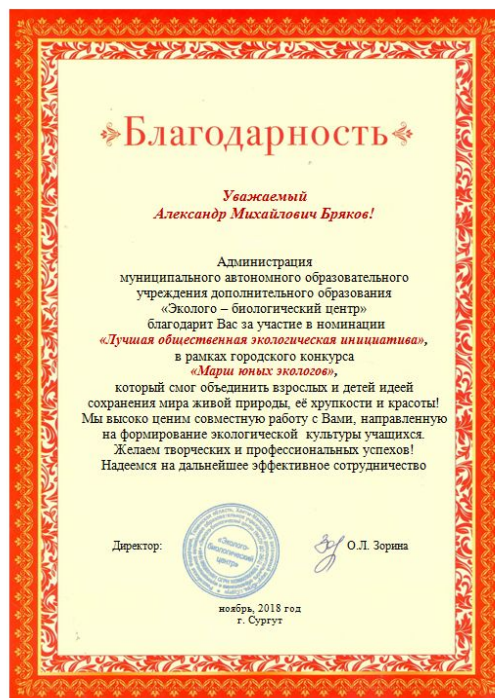 Благодарность
Уважаемый
Александр Михайлович Бряков!
Администрация
муниципального автономного образовательного
учреждения дополнительного образования
«Эколого – биологический центр»
благодарит Вас за участие в номинации
«Лучшая общественная экологическая инициатива»,
в рамках городского конкурса
«Марш юных экологов»,
который смог объединить взрослых и детей идеей
сохранения мира живой природы, её хрупкости и красоты!
Мы высоко ценим совместную работу с Вами, направленную
на формирование экологической культуры учащихся.
Желаем творческих и профессиональных успехов!
Надеемся на дальнейшее эффективное сотрудничество
Директор:
«Эколого-
биологический
центр»
О.Л. Зорина
ноябрь, 2018 год
г. Сургут